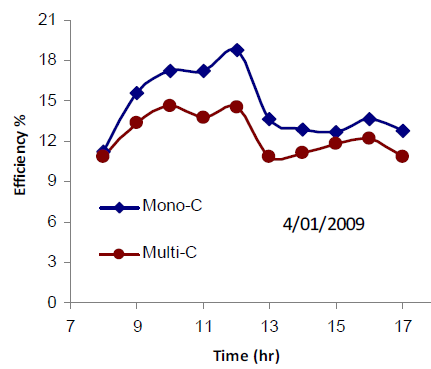 21
18
15
12
9
6
3
0
Efficiency %
Mono-C
Multi-C
4/01/2009
7 9 11 13 15 17
Time (hr)